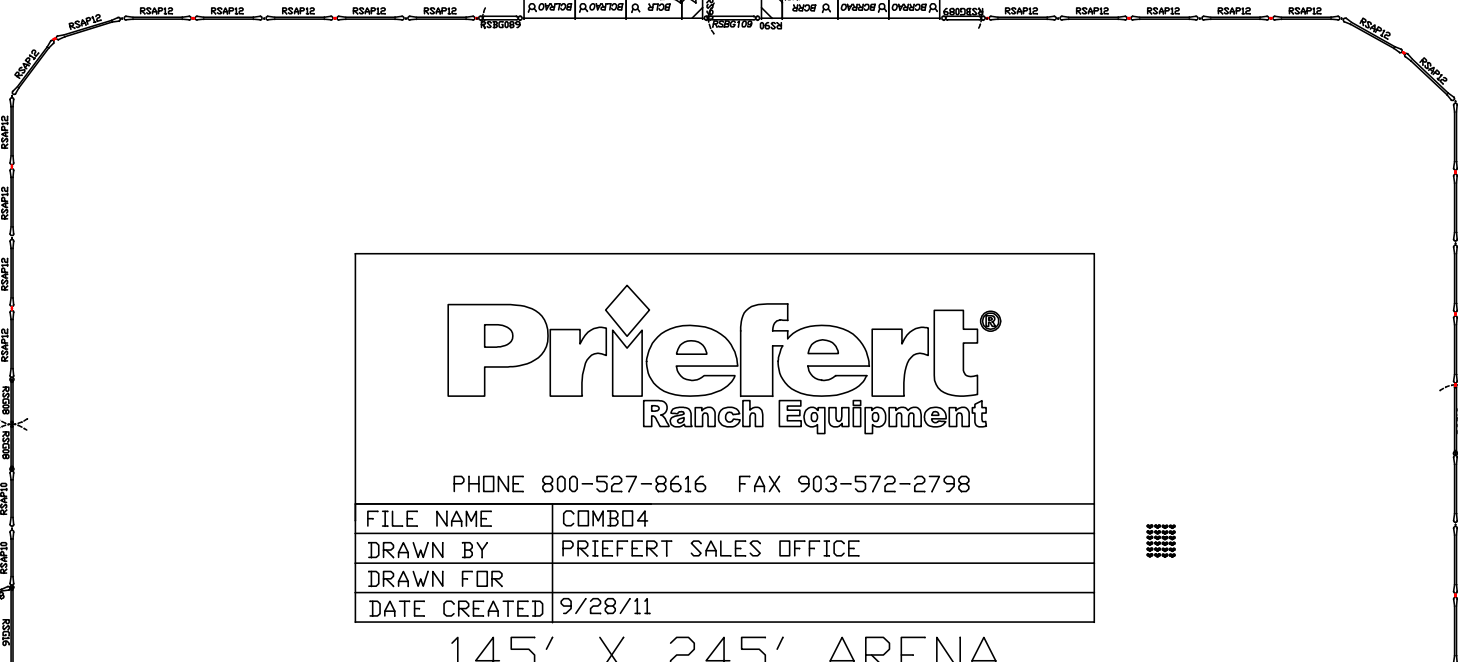 RSAP12 RSAP12 RSAP12 RSAP12 RSAP12 RSAP12 RSBG089 BCLRAO BCLRAO BCLR RSBG109 RS90 BCRR BCRRAO BCRRAO RSBG089 RSAP12 RSAP12 RSAP12 RSAP12 RSAP12 RSAP12
RSAP12 RSAP12
RSAP12
RSAP12
RSAP12
RSAP12
RSG08
RSG08
RSAP10
RSAP10
RSG16
Priefert®
Ranch Equipment
PHONE 800-527-8616 FAX 903-572-2798
FILE NAME COMBO4
DRAWN BY PRIEFERT SALES OFFICE
DRAWN FOR
DATE CREATED 9/28/11
145' X 245' ARENA